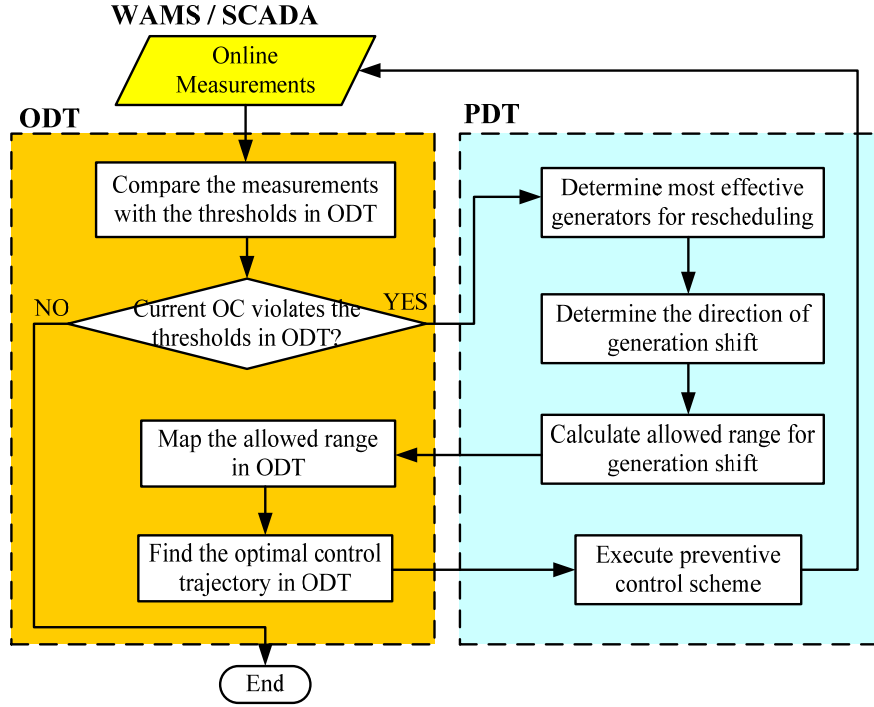 WAMS / SCADA
Online
Measurements
ODT
Compare the measurements
with the thresholds in ODT
Current OC violates the
thresholds in ODT?
NO
YES
Map the allowed range
in ODT
Find the optimal control
trajectory in ODT
End
PDT
Determine most effective
generators for rescheduling
Determine the direction of
generation shift
Calculate allowed range for
generation shift
Execute preventive
control scheme